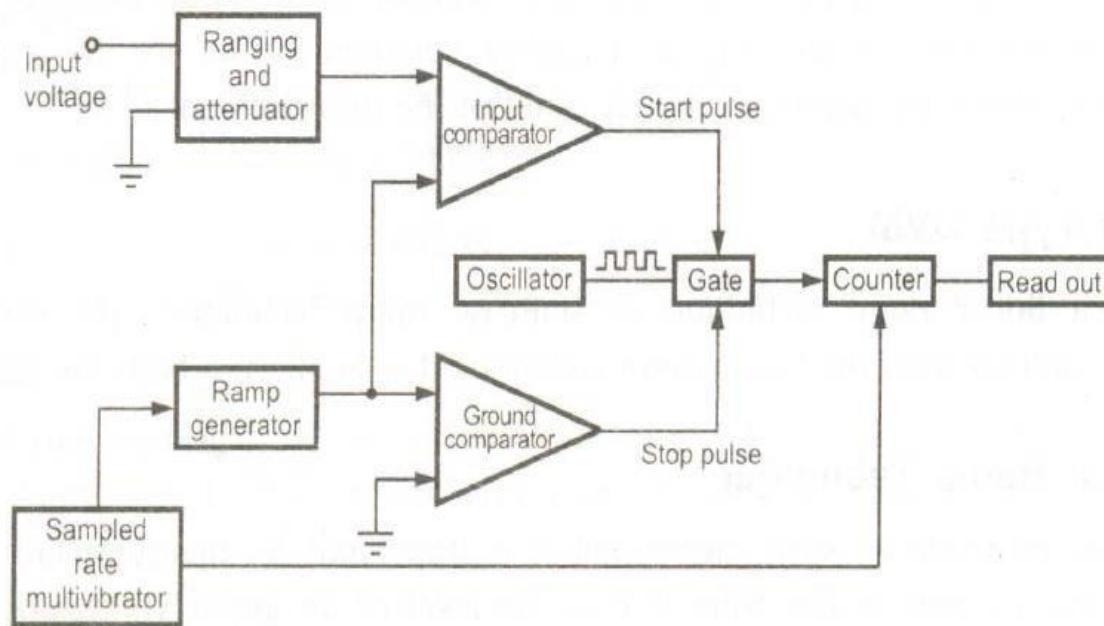 Ranging
and
attenuator
Input
voltage
Input
comparator
Start pulse
Oscillator
Gate
Counter
Read out
Ramp
generator
Ground
comparator
Stop pulse
Sampled
rate
multivibrator